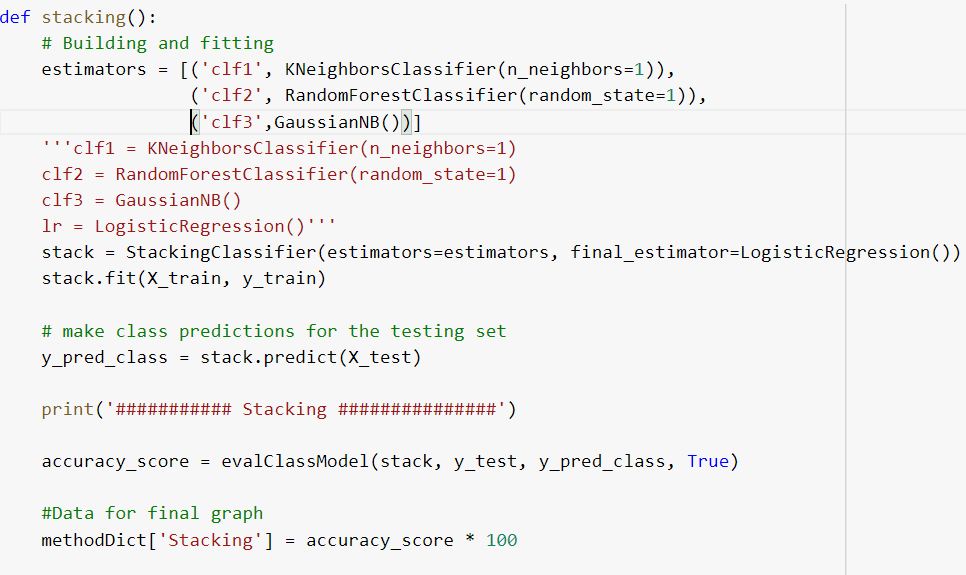 def stacking():
    # Building and fitting
    estimators = [('clf1', KNeighborsClassifier(n_neighbors=1)),
                  ('clf2', RandomForestClassifier(random_state=1)),
                  ('clf3',GaussianNB())]
    '''clf1 = KNeighborsClassifier(n_neighbors=1)
    clf2 = RandomForestClassifier(random_state=1)
    clf3 = GaussianNB()
    lr = LogisticRegression()'''
    stack = StackingClassifier(estimators=estimators, final_estimator=LogisticRegression())
    stack.fit(X_train, y_train)

    # make class predictions for the testing set
    y_pred_class = stack.predict(X_test)

    print('########### Stacking ###############')

    accuracy_score = evalClassModel(stack, y_test, y_pred_class, True)

    #Data for final graph
    methodDict['Stacking'] = accuracy_score * 100